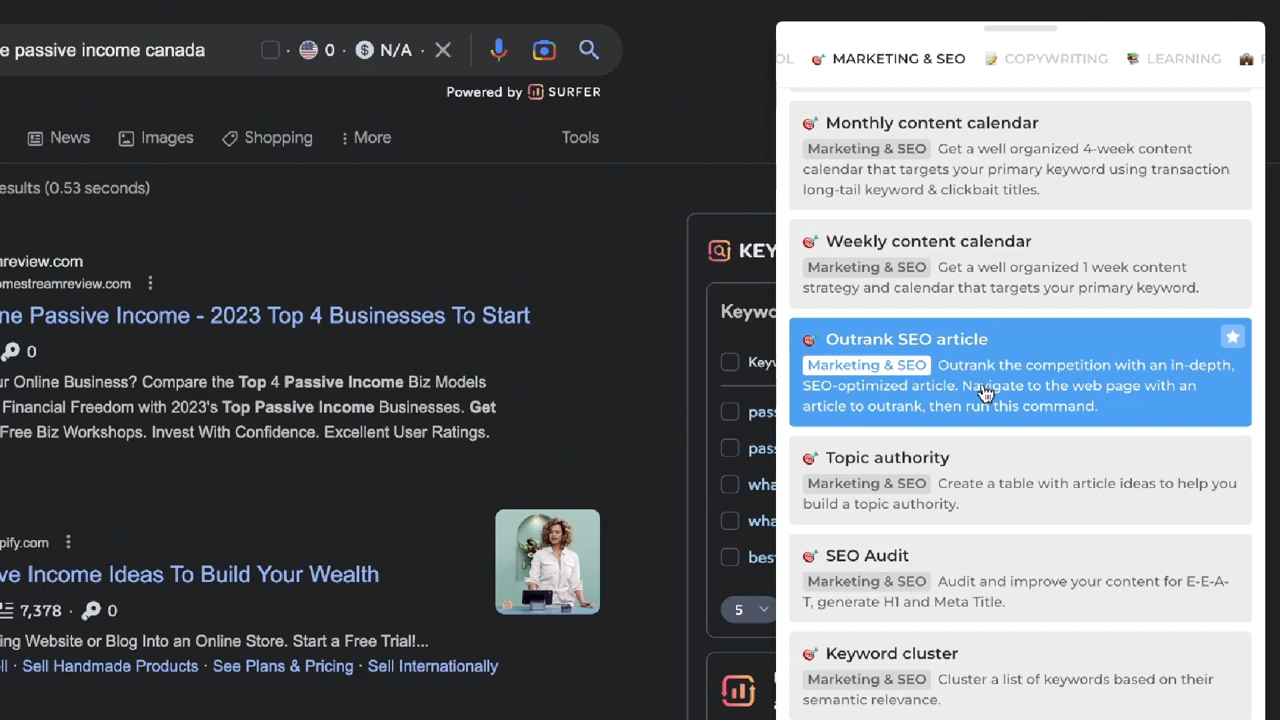 e passive income canada
0 · N/A ·
Powered by SURFER
News
Images
Shopping
More
Tools
esults (0.53 seconds)
nreview.com
omestreamreview.com
ne Passive Income - 2023 Top 4 Businesses To Start
0
ur Online Business? Compare the Top 4 Passive Income Biz Models
Financial Freedom with 2023's Top Passive Income Businesses. Get
Free Biz Workshops. Invest With Confidence. Excellent User Ratings.
pify.com
ve Income Ideas To Build Your Wealth
7,378 · 0
ing Website or Blog Into an Online Store. Start a Free Trial!...
ll · Sell Handmade Products · See Plans & Pricing · Sell Internationally
KEY
Keywo
Keyv
pas
pas
wha
wha
bes
5
OL
MARKETING & SEO
COPYWRITING
LEARNING
Monthly content calendar
Marketing & SEO Get a well organized 4-week content
calendar that targets your primary keyword using transaction
long-tail keyword & clickbait titles.
Weekly content calendar
Marketing & SEO Get a well organized 1 week content
strategy and calendar that targets your primary keyword.
Outrank SEO article
Marketing & SEO Outrank the competition with an in-depth,
SEO-optimized article. Navigate to the web page with an
article to outrank, then run this command.
Topic authority
Marketing & SEO Create a table with article ideas to help you
build a topic authority.
SEO Audit
Marketing & SEO Audit and improve your content for E-E-A-
T, generate H1 and Meta Title.
Keyword cluster
Marketing & SEO Cluster a list of keywords based on their
semantic relevance.